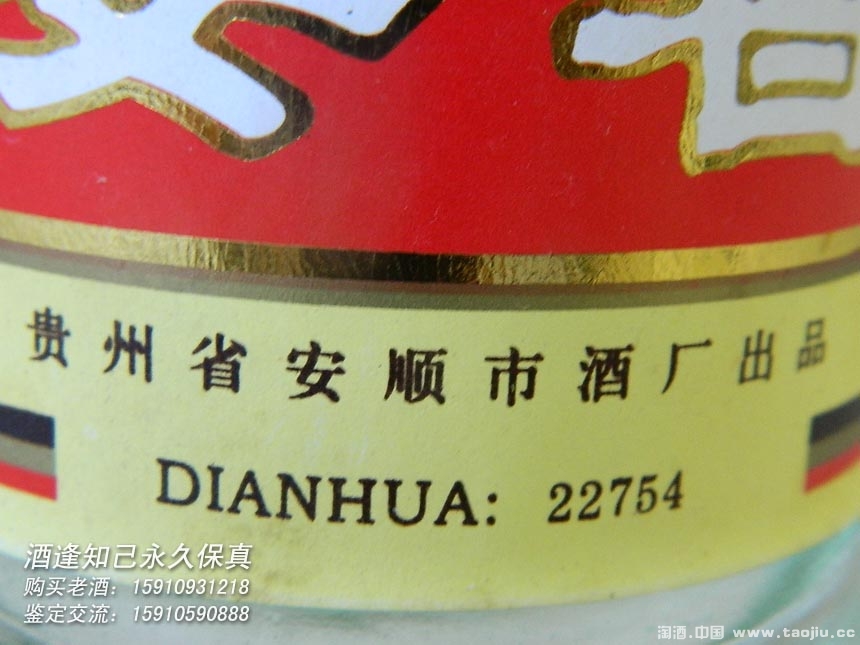 贵州省安顺市酒厂出品
DIANHUA: 22754
酒逢知己永久保真
购买老酒：15910931218
鉴定交流：15910590888
淘酒.中国 www.taojiu.cc